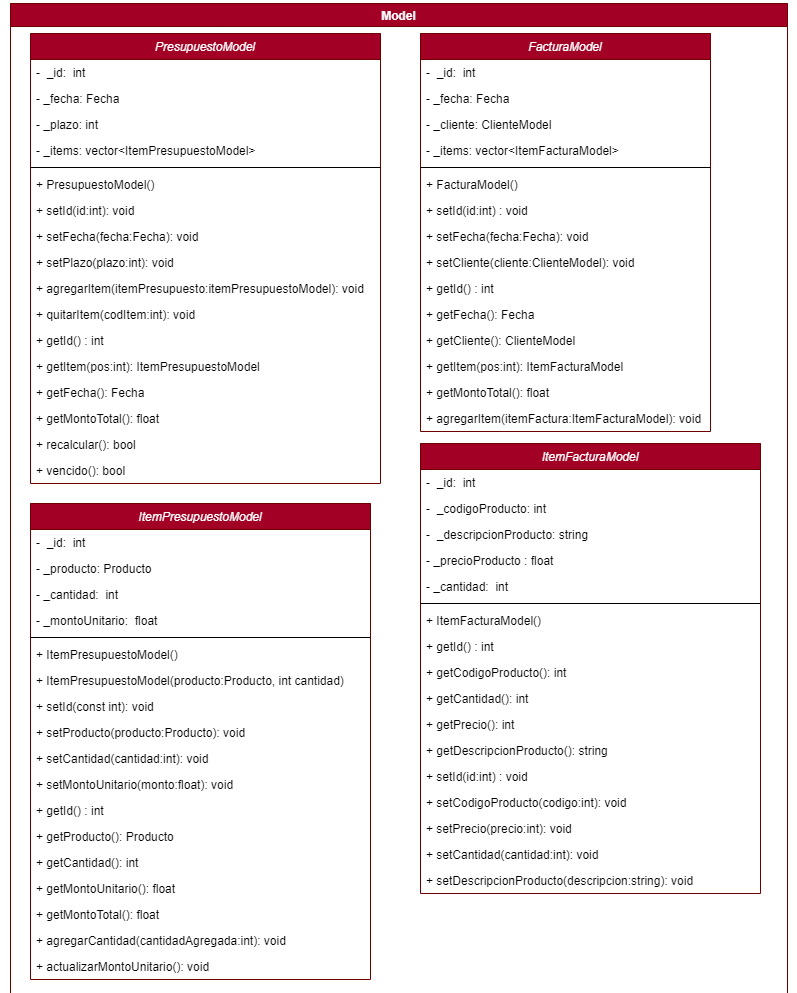 Model
PresupuestoModel
- _id: int
- _fecha: Fecha
- _plazo: int
- _items: vector<ItemPresupuestoModel>
+ PresupuestoModel()
+ setId(id:int): void
+ setFecha(fecha:Fecha): void
+ setPlazo(plazo:int): void
+ agregarItem(itemPresupuesto:itemPresupuestoModel): void
+ quitarItem(codItem:int): void
+ getId() : int
+ getItem(pos:int): ItemPresupuestoModel
+ getFecha(): Fecha
+ getMontoTotal(): float
+ recalcular(): bool
+ vencido(): bool
FacturaModel
- _id: int
- _fecha: Fecha
- _cliente: ClienteModel
- _items: vector<ItemFacturaModel>
+ FacturaModel()
+ setId(id:int) : void
+ setFecha(fecha:Fecha): void
+ setCliente(cliente:ClienteModel): void
+ getId() : int
+ getFecha(): Fecha
+ getCliente(): ClienteModel
+ getItem(pos:int): ItemFacturaModel
+ getMontoTotal(): float
+ agregarItem(itemFactura:ItemFacturaModel): void
ItemPresupuestoModel
- _id: int
- _producto: Producto
- _cantidad: int
- _montoUnitario: float
+ ItemPresupuestoModel()
+ ItemPresupuestoModel(producto:Producto, int cantidad)
+ setId(const int): void
+ setProducto(producto:Producto): void
+ setCantidad(cantidad:int): void
+ setMontoUnitario(monto:float): void
+ getId() : int
+ getProducto(): Producto
+ getCantidad(): int
+ getMontoUnitario(): float
+ getMontoTotal(): float
+ agregarCantidad(cantidadAgregada:int): void
+ actualizarMontoUnitario(): void
ItemFacturaModel
- _id: int
- _codigoProducto: int
- _descripcionProducto: string
- _precioProducto : float
- _cantidad: int
+ ItemFacturaModel()
+ getId() : int
+ getCodigoProducto(): int
+ getCantidad(): int
+ getPrecio(): int
+ getDescripcionProducto(): string
+ setId(id:int) : void
+ setCodigoProducto(codigo:int): void
+ setPrecio(precio:int): void
+ setCantidad(cantidad:int): void
+ setDescripcionProducto(descripcion:string): void